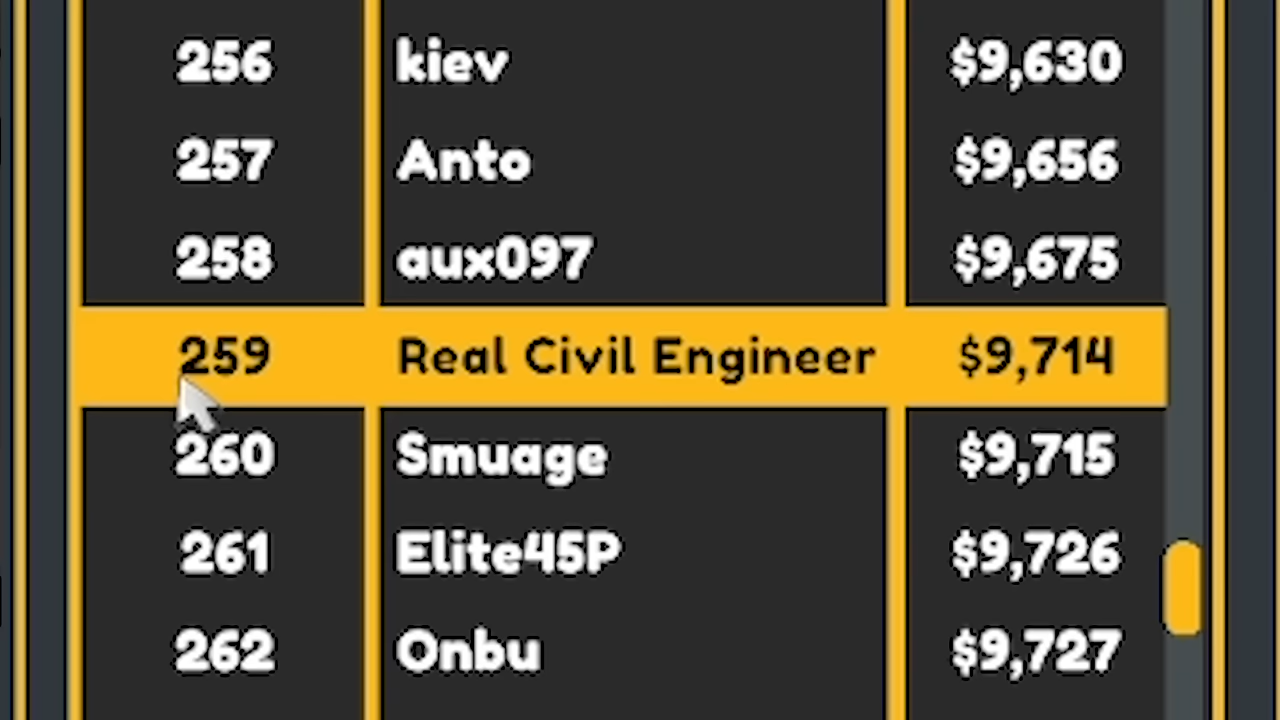 256 kiev $9,630
257 Anto $9,656
258 aux097 $9,675
259 Real Civil Engineer $9,714
260 Smuage $9,715
261 Elite45P $9,726
262 Onbu $9,727